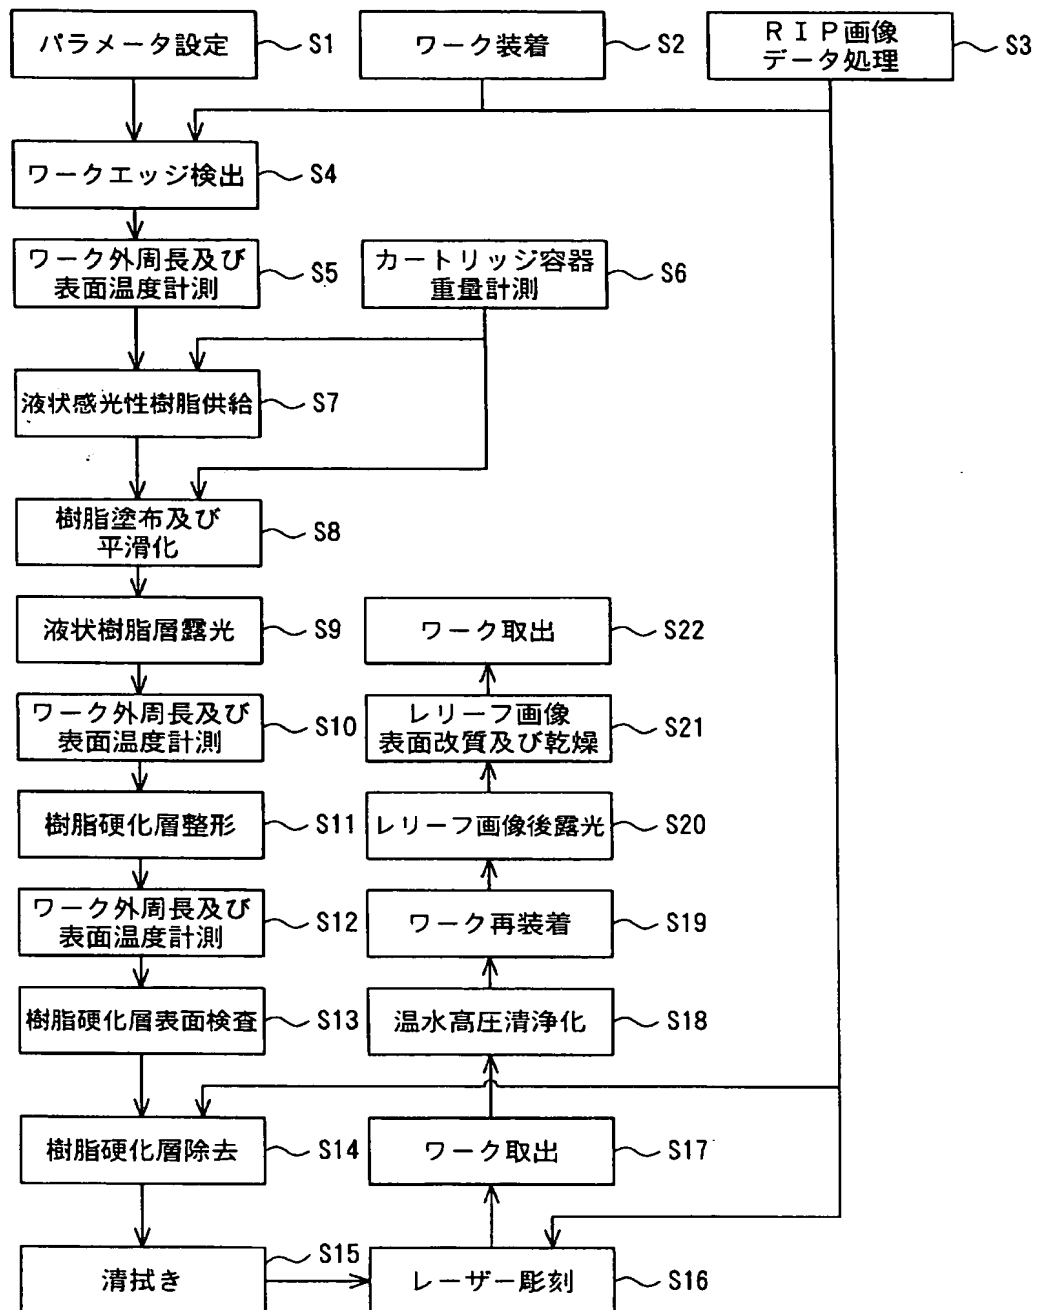 パラメータ設定
S1
ワーク装着
S2
RIP画像
データ処理
S3
ワークエッジ検出
S4
ワーク外周長及び
表面温度計測
S5
カートリッジ容器
重量計測
S6
液状感光性樹脂供給
S7
樹脂塗布及び
平滑化
S8
液状樹脂層露光
S9
ワーク取出
S22
ワーク外周長及び
表面温度計測
S10
レリーフ画像
表面改質及び乾燥
S21
樹脂硬化層整形
S11
レリーフ画像後露光
S20
ワーク外周長及び
表面温度計測
S12
ワーク再装着
S19
樹脂硬化層表面検査
S13
温水高圧清浄化
S18
樹脂硬化層除去
S14
ワーク取出
S17
清拭き
S15
レーザー彫刻
S16